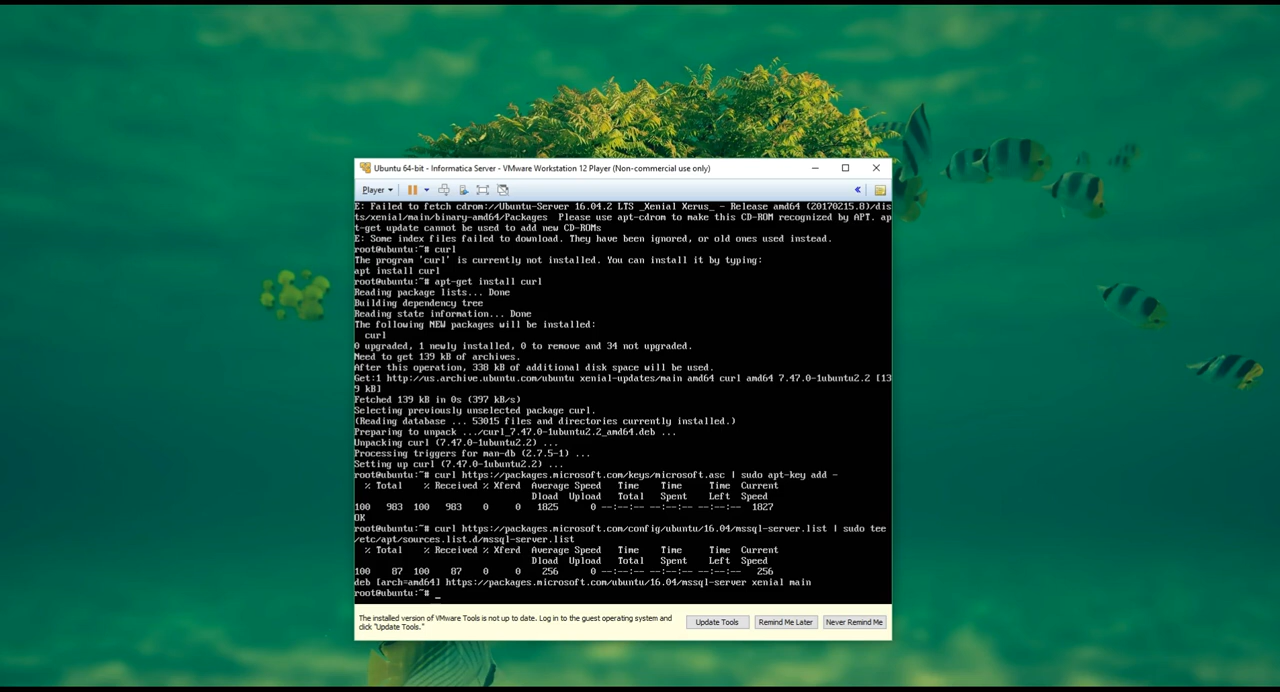 Ubuntu 64-bit - Informatica Server - VMware Workstation 12 Player (Non-commercial use only)
Player
E: Failed to fetch cdrom://Ubuntu-Server 16.04.2 LTS _Xenial Xerus_ - Release amd64 (20170215.8)/dis
ts/xenial/main/binary-amd64/Packages  Please use apt-cdrom to make this CD-ROM recognized by APT. ap
t-get update cannot be used to add new CD-ROMs
E: Some index files failed to download. They have been ignored, or old ones used instead.
root@ubuntu:~# curl
The program 'curl' is currently not installed. You can install it by typing:
apt install curl
root@ubuntu:~# apt-get install curl
Reading package lists... Done
Building dependency tree
Reading state information... Done
The following NEW packages will be installed:
  curl
0 upgraded, 1 newly installed, 0 to remove and 34 not upgraded.
Need to get 139 kB of archives.
After this operation, 338 kB of additional disk space will be used.
Get:1 http://us.archive.ubuntu.com/ubuntu xenial-updates/main amd64 curl amd64 7.47.0-1ubuntu2.2 [13
9 kB]
Fetched 139 kB in 0s (397 kB/s)
Selecting previously unselected package curl.
(Reading database ... 53015 files and directories currently installed.)
Preparing to unpack .../curl_7.47.0-1ubuntu2.2_amd64.deb ...
Unpacking curl (7.47.0-1ubuntu2.2) ...
Processing triggers for man-db (2.7.5-1) ...
Setting up curl (7.47.0-1ubuntu2.2) ...
root@ubuntu:~# curl https://packages.microsoft.com/keys/microsoft.asc | sudo apt-key add -
  % Total    % Received % Xferd  Average Speed   Time    Time     Time  Current
                                 Dload  Upload   Total   Spent    Left  Speed
100   983  100   983    0     0   1825      0 --:--:-- --:--:-- --:--:--  1827
OK
root@ubuntu:~# curl https://packages.microsoft.com/config/ubuntu/16.04/mssql-server.list | sudo tee
/etc/apt/sources.list.d/mssql-server.list
  % Total    % Received % Xferd  Average Speed   Time    Time     Time  Current
                                 Dload  Upload   Total   Spent    Left  Speed
100    87  100    87    0     0    256      0 --:--:-- --:--:-- --:--:--   256
deb [arch=amd64] https://packages.microsoft.com/ubuntu/16.04/mssql-server xenial main
root@ubuntu:~# _
The installed version of VMware Tools is not up to date. Log in to the guest operating system and
click "Update Tools."
Update Tools
Remind Me Later
Never Remind Me